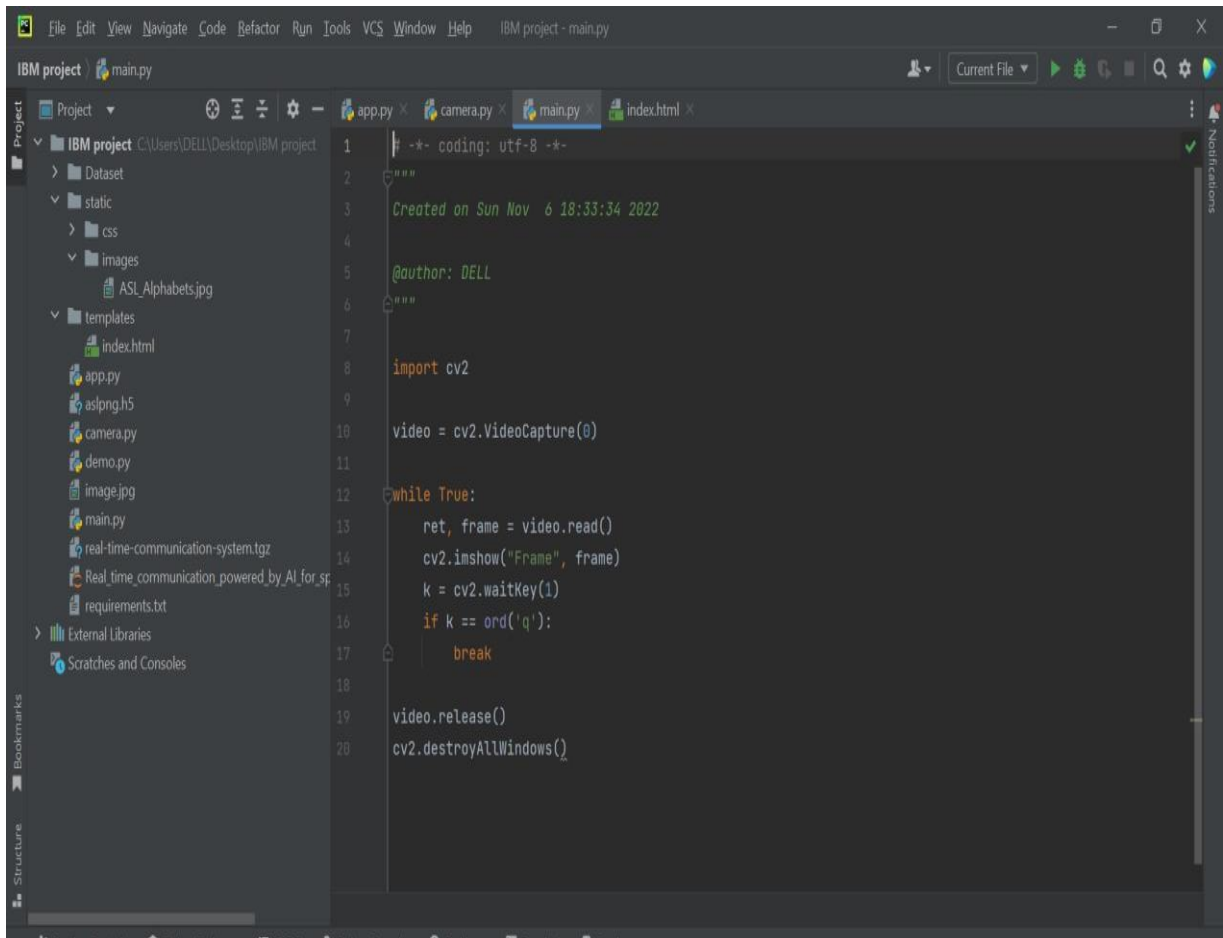 File Edit View Navigate Code Refactor Run Tools VCS Window Help IBM project - main.py
IBM project main.py
Current File
Project
app.py
camera.py
main.py
index.html
IBM project C:\Users\DELL\Desktop\IBM project
Dataset
static
css
images
ASL_Alphabets.jpg
templates
index.html
app.py
aslpng.h5
camera.py
demo.py
image.jpg
main.py
real-time-communication-system.tgz
Real_time_communication_powered_by_AI_for_sp
requirements.txt
External Libraries
Scratches and Consoles
1 # -*- coding: utf-8 -*-
2 """
3 Created on Sun Nov  6 18:33:34 2022
4
5 @author: DELL
6 """
7
8 import cv2
9
10 video = cv2.VideoCapture(0)
11
12 while True:
13     ret, frame = video.read()
14     cv2.imshow("Frame", frame)
15     k = cv2.waitKey(1)
16     if k == ord('q'):
17         break
18
19 video.release()
20 cv2.destroyAllWindows()
Project
Bookmarks
Structure
Notifications